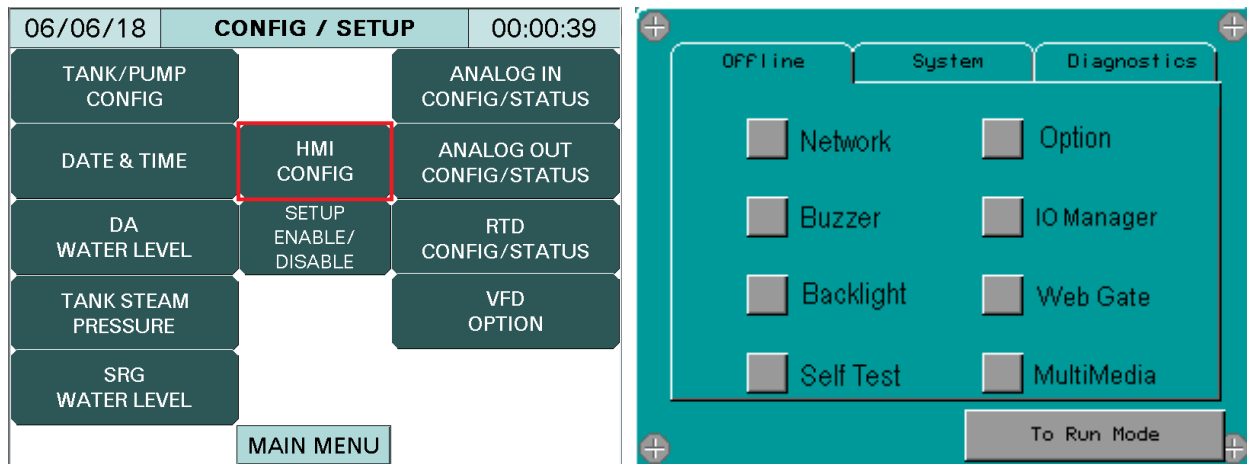 06/06/18 CONFIG / SETUP 00:00:39
TANK/PUMP
CONFIG
ANALOG IN
CONFIG/STATUS
DATE & TIME
HMI
CONFIG
ANALOG OUT
CONFIG/STATUS
DA
WATER LEVEL
SETUP
ENABLE/
DISABLE
RTD
CONFIG/STATUS
TANK STEAM
PRESSURE
VFD
OPTION
SRG
WATER LEVEL
MAIN MENU
Offline System Diagnostics
Network Option
Buzzer IO Manager
Backlight Web Gate
Self Test MultiMedia
To Run Mode